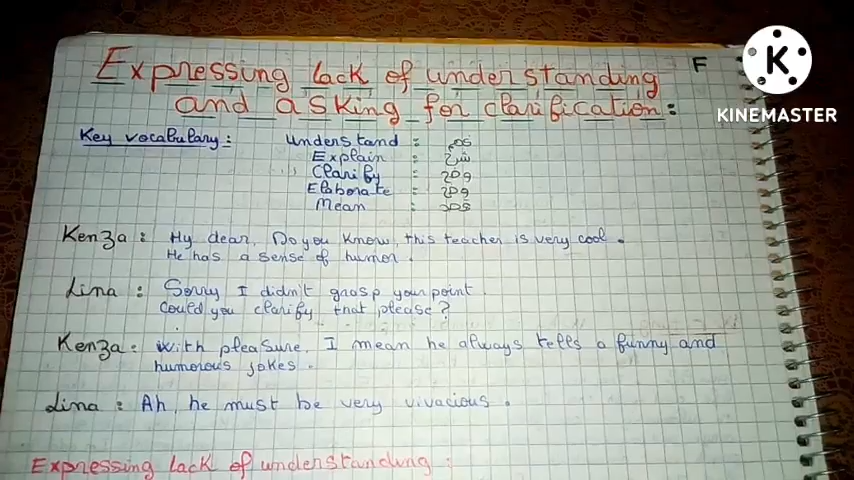 Expressing lack of understanding
and asking for clarification:
F
K
KINEMASTER
Key vocabulary:
Understand : فهم
Explain : شرح
Clarify : وضح
Elaborate : وضح
Mean :
Kenza: Hy dear, Do you know, this teacher is very cool.
He has a sense of humor.
Lina : Sorry I didn't grasp your point.
Could you clarify that please?
Kenza: With pleasure, I mean he always tells a funny and
humorous jokes.
Lina : Ah, he must be very vivacious.
Expressing lack of understanding: